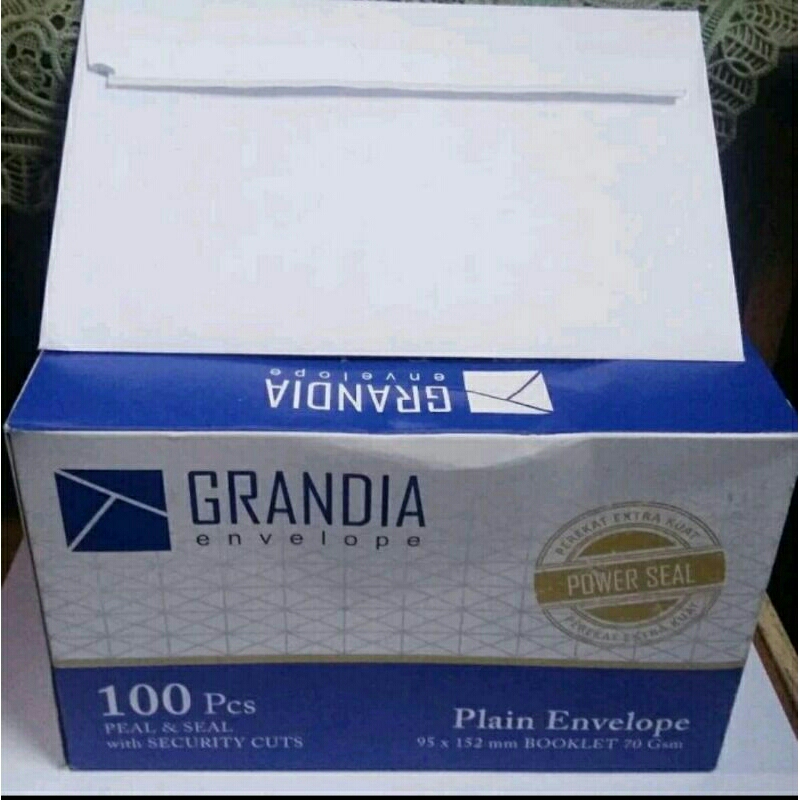 GRANDIA
envelope
GRANDIA
envelope
PEREKAT EXTRA KUAT
POWER SEAL
PEREKAT EXTRA KUAT
100 Pcs
PEAL & SEAL
with SECURITY CUTS
Plain Envelope
95 x 152 mm BOOKLET 70 Gsm